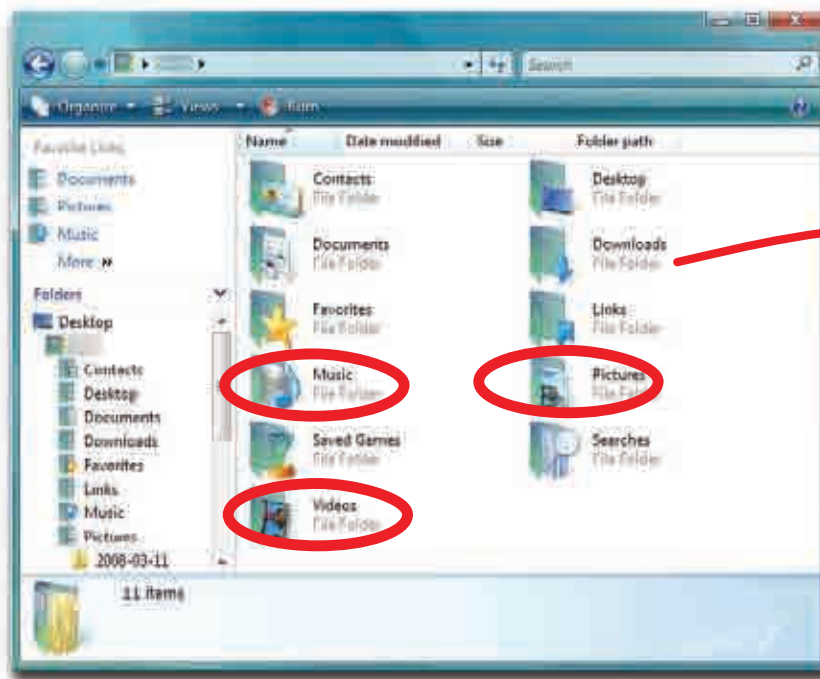 Search
Organize Views Burn
Favorite Links
Documents
Pictures
Music
More »
Folders
Desktop
Contacts
Desktop
Documents
Downloads
Favorites
Links
Music
Pictures
2008-03-11
Name Date modified Size Folder path
Contacts
File Folder
Desktop
File Folder
Documents
File Folder
Downloads
File Folder
Favorites
File Folder
Links
File Folder
Music
File Folder
Pictures
File Folder
Saved Games
File Folder
Searches
File Folder
Videos
File Folder
11 items